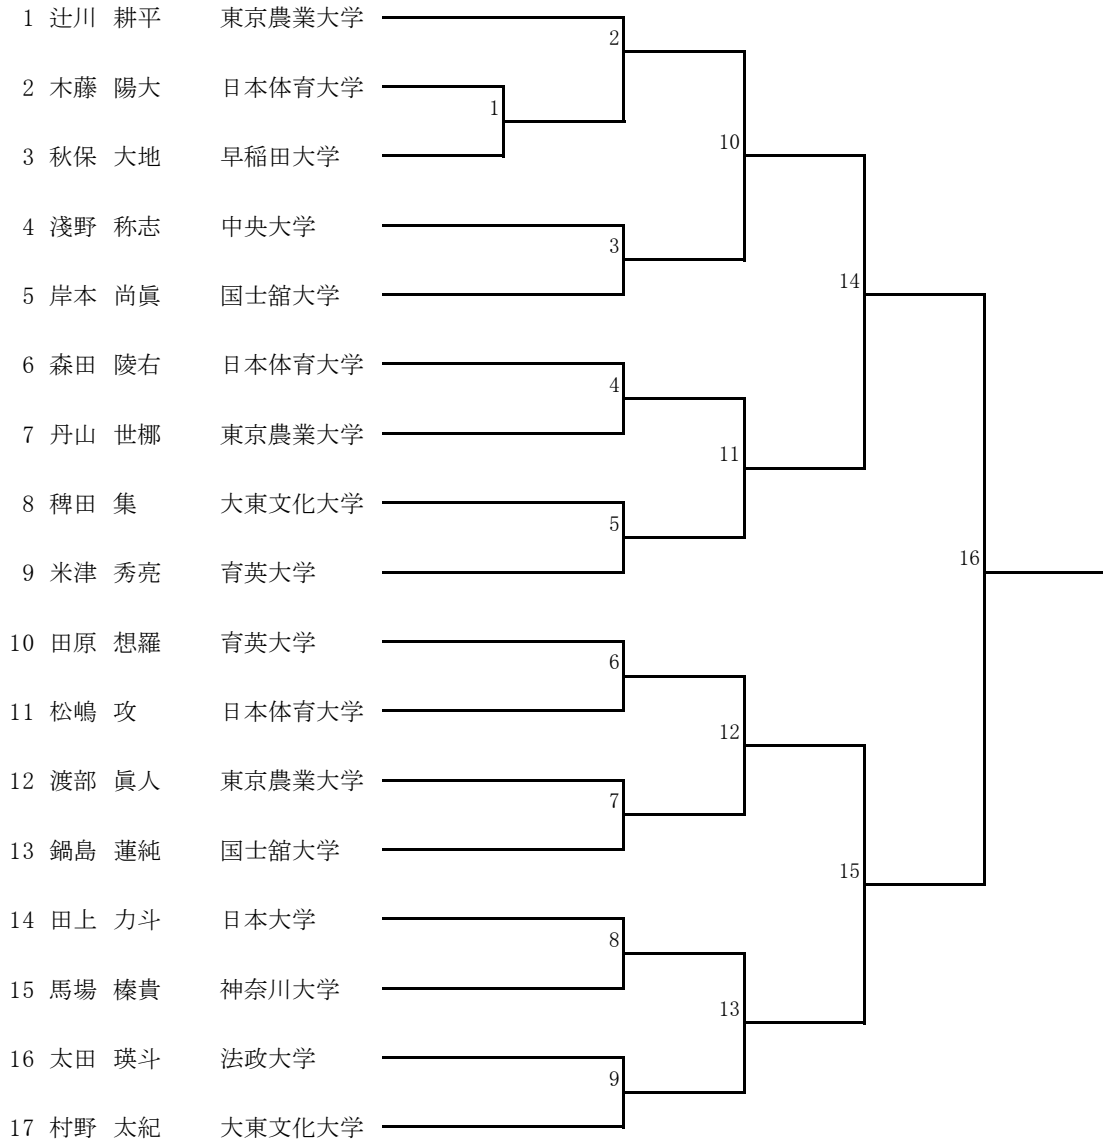 1 辻川 耕平 東京農業大学
2
2 木藤 陽大 日本体育大学
1
3 秋保 大地 早稲田大学
10
4 淺野 称志 中央大学
3
5 岸本 尚眞 国士舘大学
14
6 森田 陵右 日本体育大学
4
7 丹山 世梛 東京農業大学
11
8 稗田 集 大東文化大学
5
9 米津 秀亮 育英大学
16
10 田原 想羅 育英大学
6
11 松嶋 攻 日本体育大学
12
12 渡部 眞人 東京農業大学
7
13 鍋島 蓮純 国士舘大学
15
14 田上 力斗 日本大学
8
15 馬場 榛貴 神奈川大学
13
16 太田 瑛斗 法政大学
9
17 村野 太紀 大東文化大学